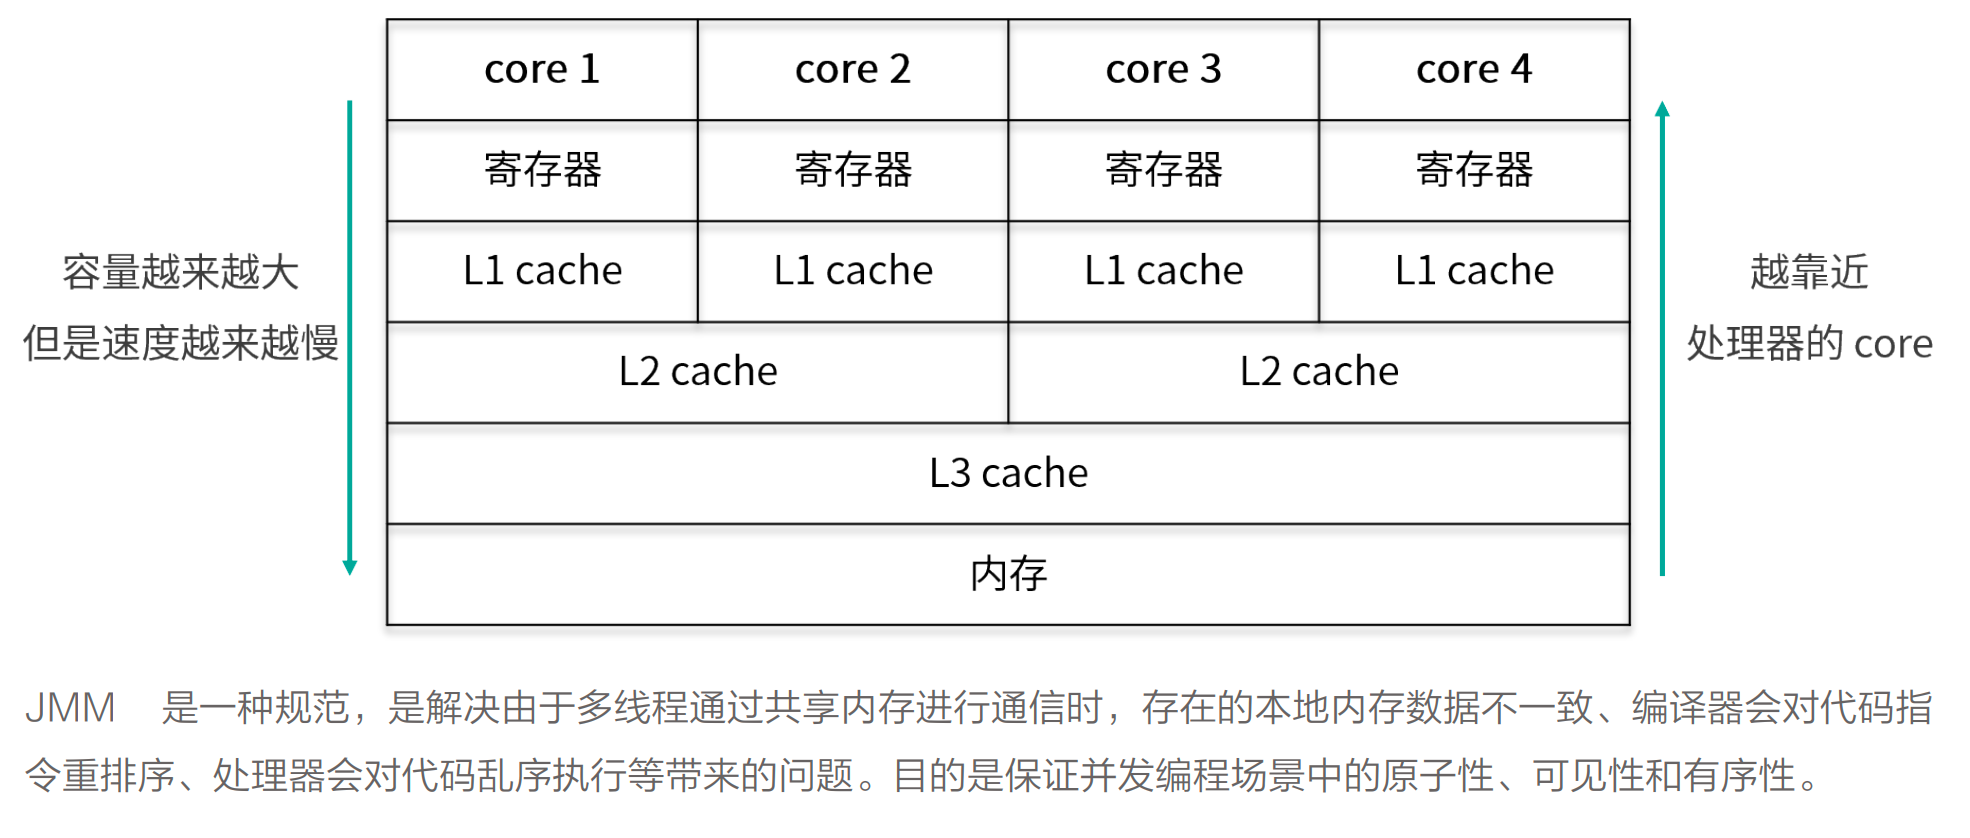 core 1 core 2 core 3 core 4
寄存器 寄存器 寄存器 寄存器
L1 cache L1 cache L1 cache L1 cache
L2 cache L2 cache
L3 cache
内存
容量越来越大
但是速度越来越慢
越靠近
处理器的 core
JMM 是一种规范，是解决由于多线程通过共享内存进行通信时，存在的本地内存数据不一致、编译器会对代码指
令重排序、处理器会对代码乱序执行等带来的问题。目的是保证并发编程场景中的原子性、可见性和有序性。